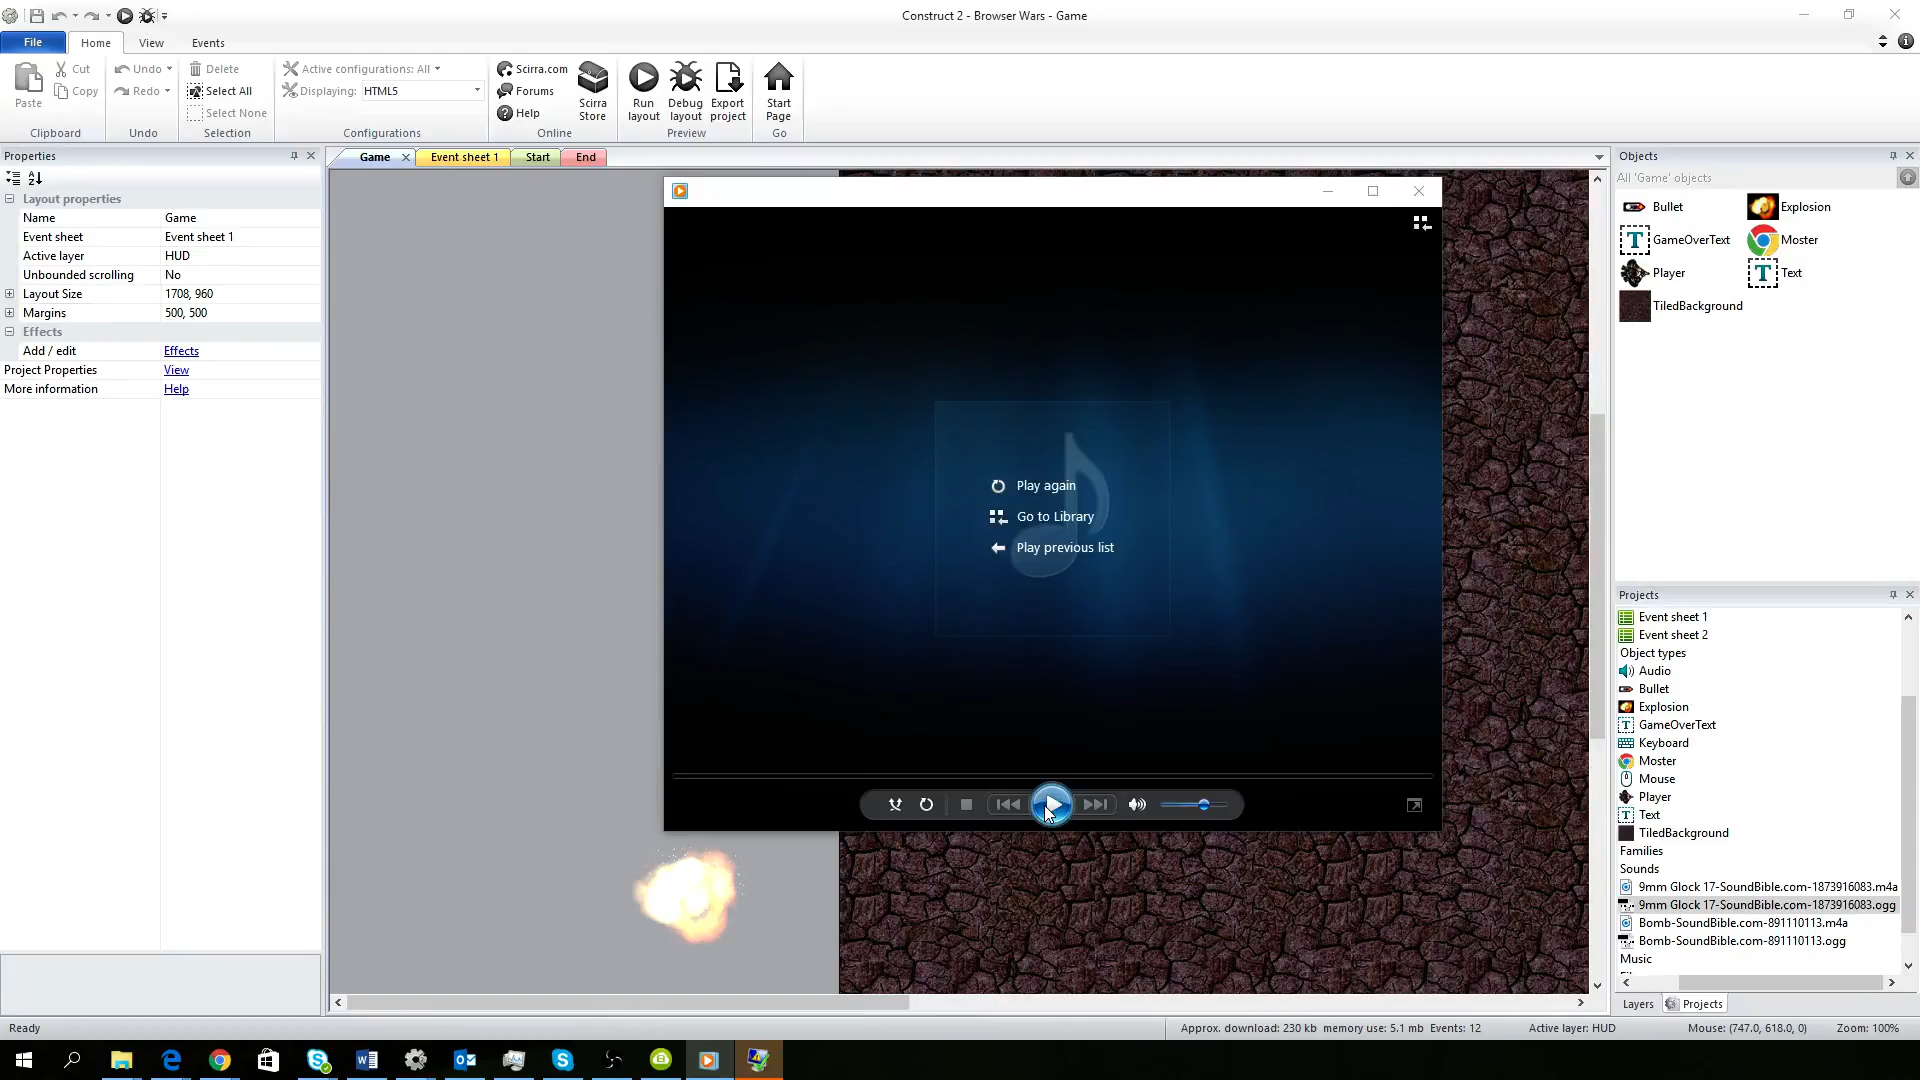 Construct 2 - Browser Wars - Game
File
Home
View
Events
Paste
Cut
Copy
Clipboard
Undo
Redo
Undo
Delete
Select All
Select None
Selection
Active configurations: All
Displaying: HTML5
Configurations
Scirra.com
Forums
Help
Scirra Store
Online
Run layout
Debug layout
Export project
Preview
Start Page
Go
Properties
Game
Event sheet 1
Start
End
Layout properties
Name Game
Event sheet Event sheet 1
Active layer HUD
Unbounded scrolling No
Layout Size 1708, 960
Margins 500, 500
Effects
Add / edit Effects
Project Properties View
More information Help
Play again
Go to Library
Play previous list
Objects
All 'Game' objects
Bullet
Explosion
GameOverText
Moster
Player
Text
TiledBackground
Projects
Event sheet 1
Event sheet 2
Object types
Audio
Bullet
Explosion
GameOverText
Keyboard
Moster
Mouse
Player
Text
TiledBackground
Families
Sounds
9mm Glock 17-SoundBible.com-1873916083.m4a
9mm Glock 17-SoundBible.com-1873916083.ogg
Bomb-SoundBible.com-891110113.m4a
Bomb-SoundBible.com-891110113.ogg
Music
Layers
Projects
Ready
Approx. download: 230 kb memory use: 5.1 mb Events: 12
Active layer: HUD
Mouse: (747.0, 618.0, 0)
Zoom: 100%